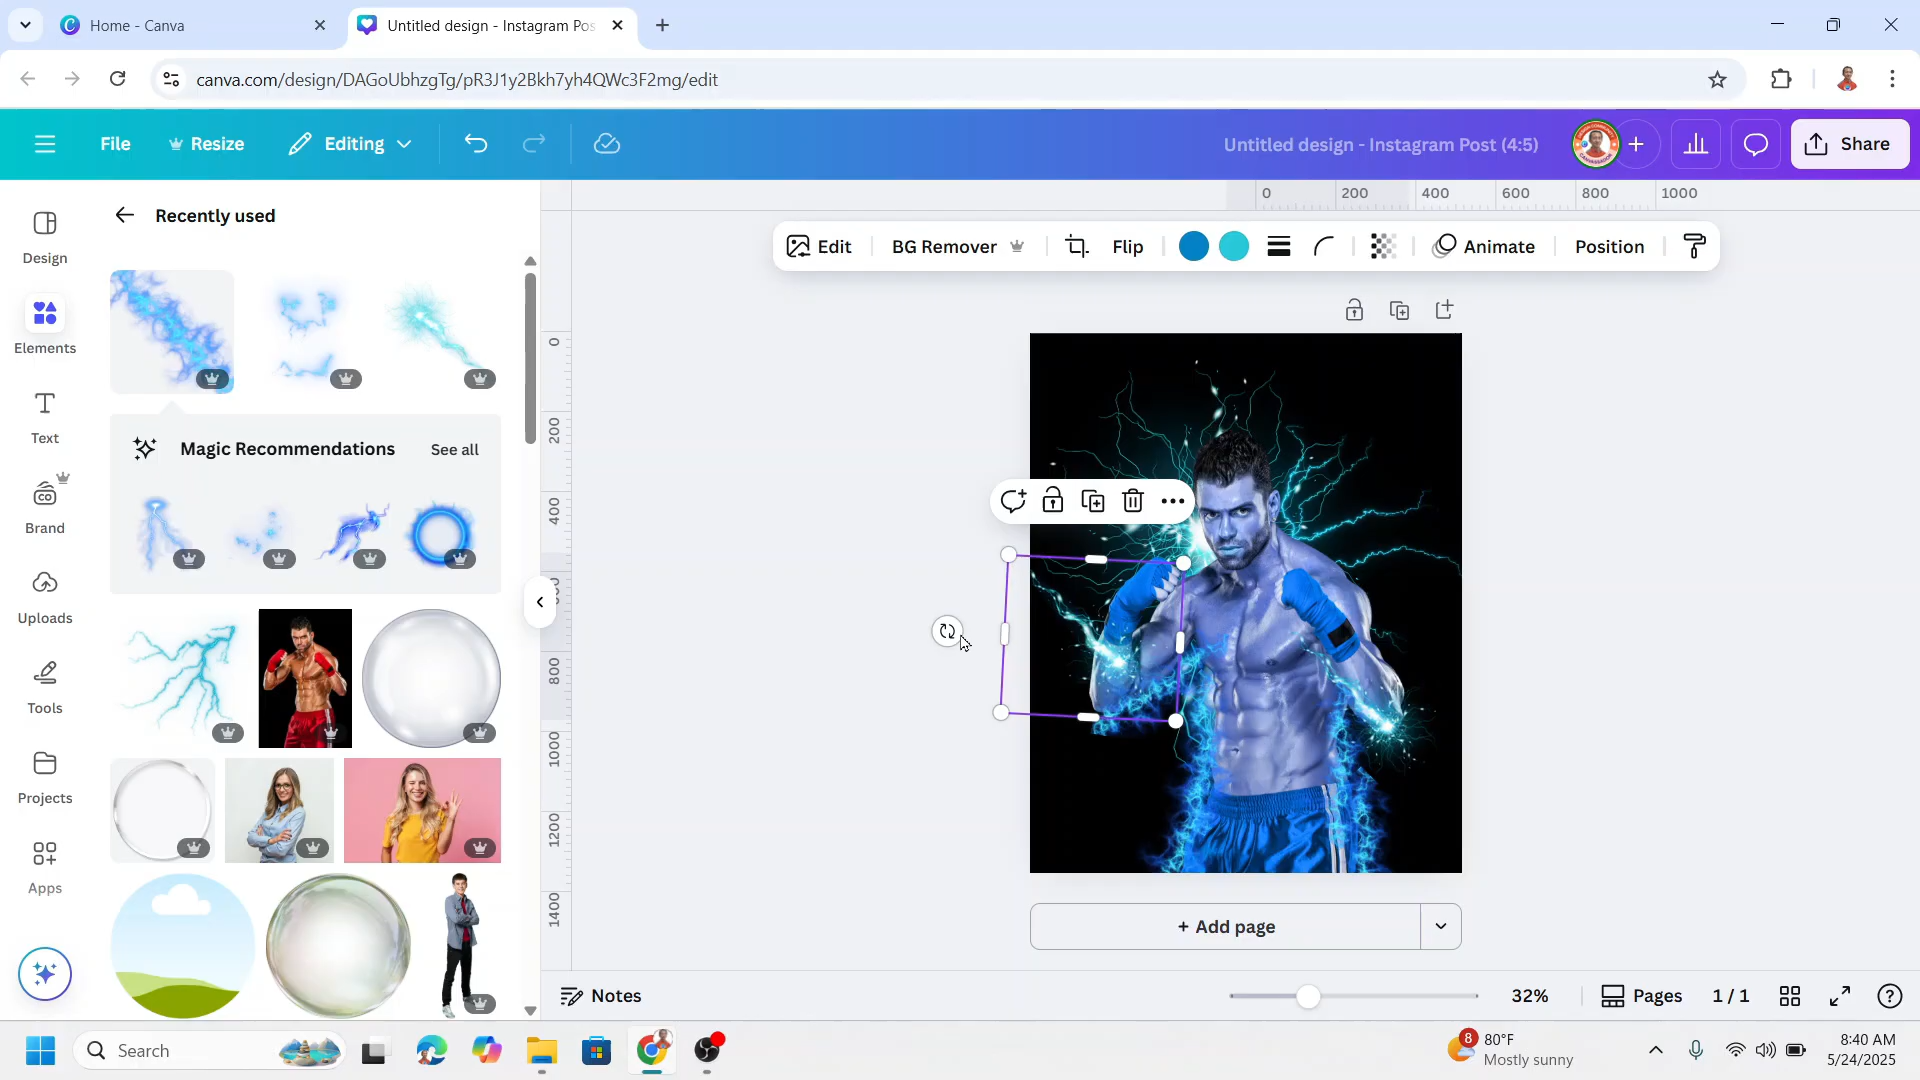 Home - Canva
Untitled design - Instagram Pos
canva.com/design/DAGoUbhzgTg/pR3J1y2Bkh7yh4QWc3F2mg/edit
File
Resize
Editing
Untitled design - Instagram Post (4:5)
Share
Design
Elements
Text
Brand
Uploads
Tools
Projects
Apps
Recently used
Magic Recommendations
See all
0
200
400
600
800
1000
Edit
BG Remover
Flip
Animate
Position
0
200
400
800
1000
1200
1400
+ Add page
Notes
32%
Pages
1 / 1
Search
8
80°F
Mostly sunny
8:40 AM
5/24/2025